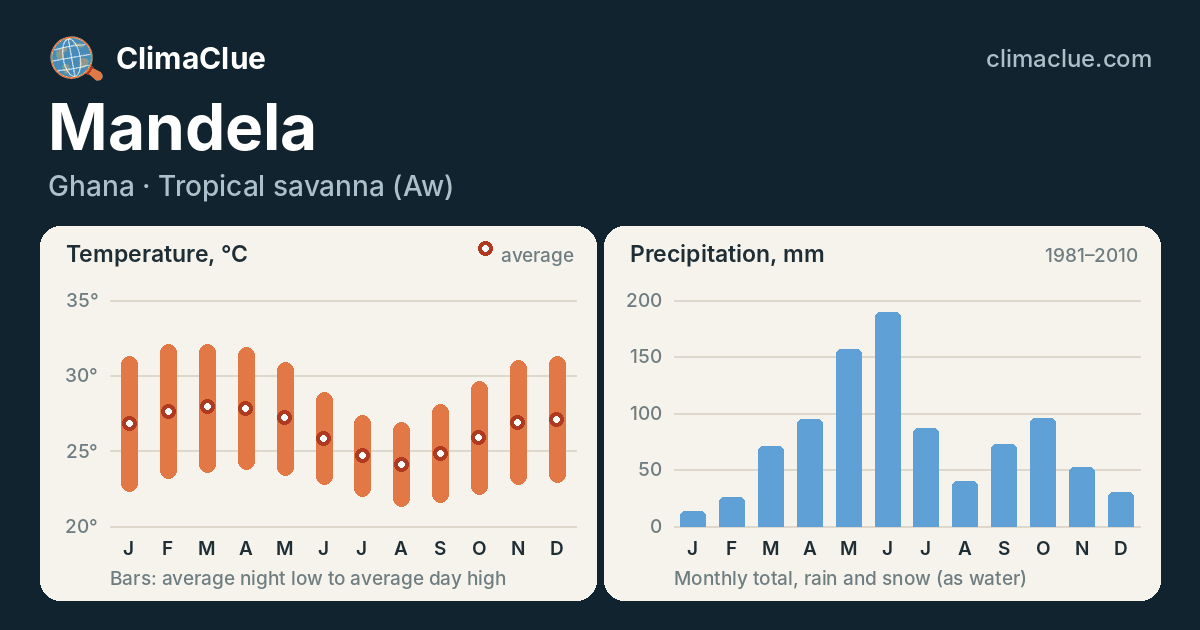 ClimaClue
climaclue.com
Mandela
Ghana · Tropical savanna (Aw)
Temperature, °C
average
35°
30°
25°
20°
J F M A M J J A S O N D
Bars: average night low to average day high
Precipitation, mm
1981–2010
200
150
100
50
0
J F M A M J J A S O N D
Monthly total, rain and snow (as water)